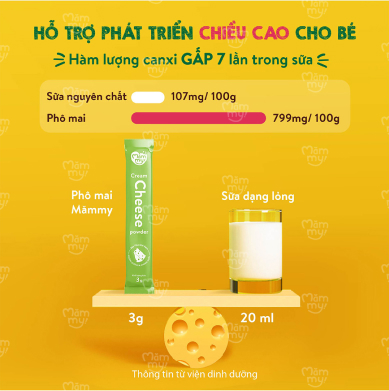 HỖ TRỢ PHÁT TRIỂN CHIỀU CAO CHO BÉ
Hàm lượng canxi GẤP 7 lần trong sữa
Sữa nguyên chất 107mg/ 100g
Phô mai 799mg/ 100g
măm
my
Cream
Cheese
powder
Phô mai
Mămmy
Sữa dạng lỏng
3g 20 ml
Thông tin từ viện dinh dưỡng